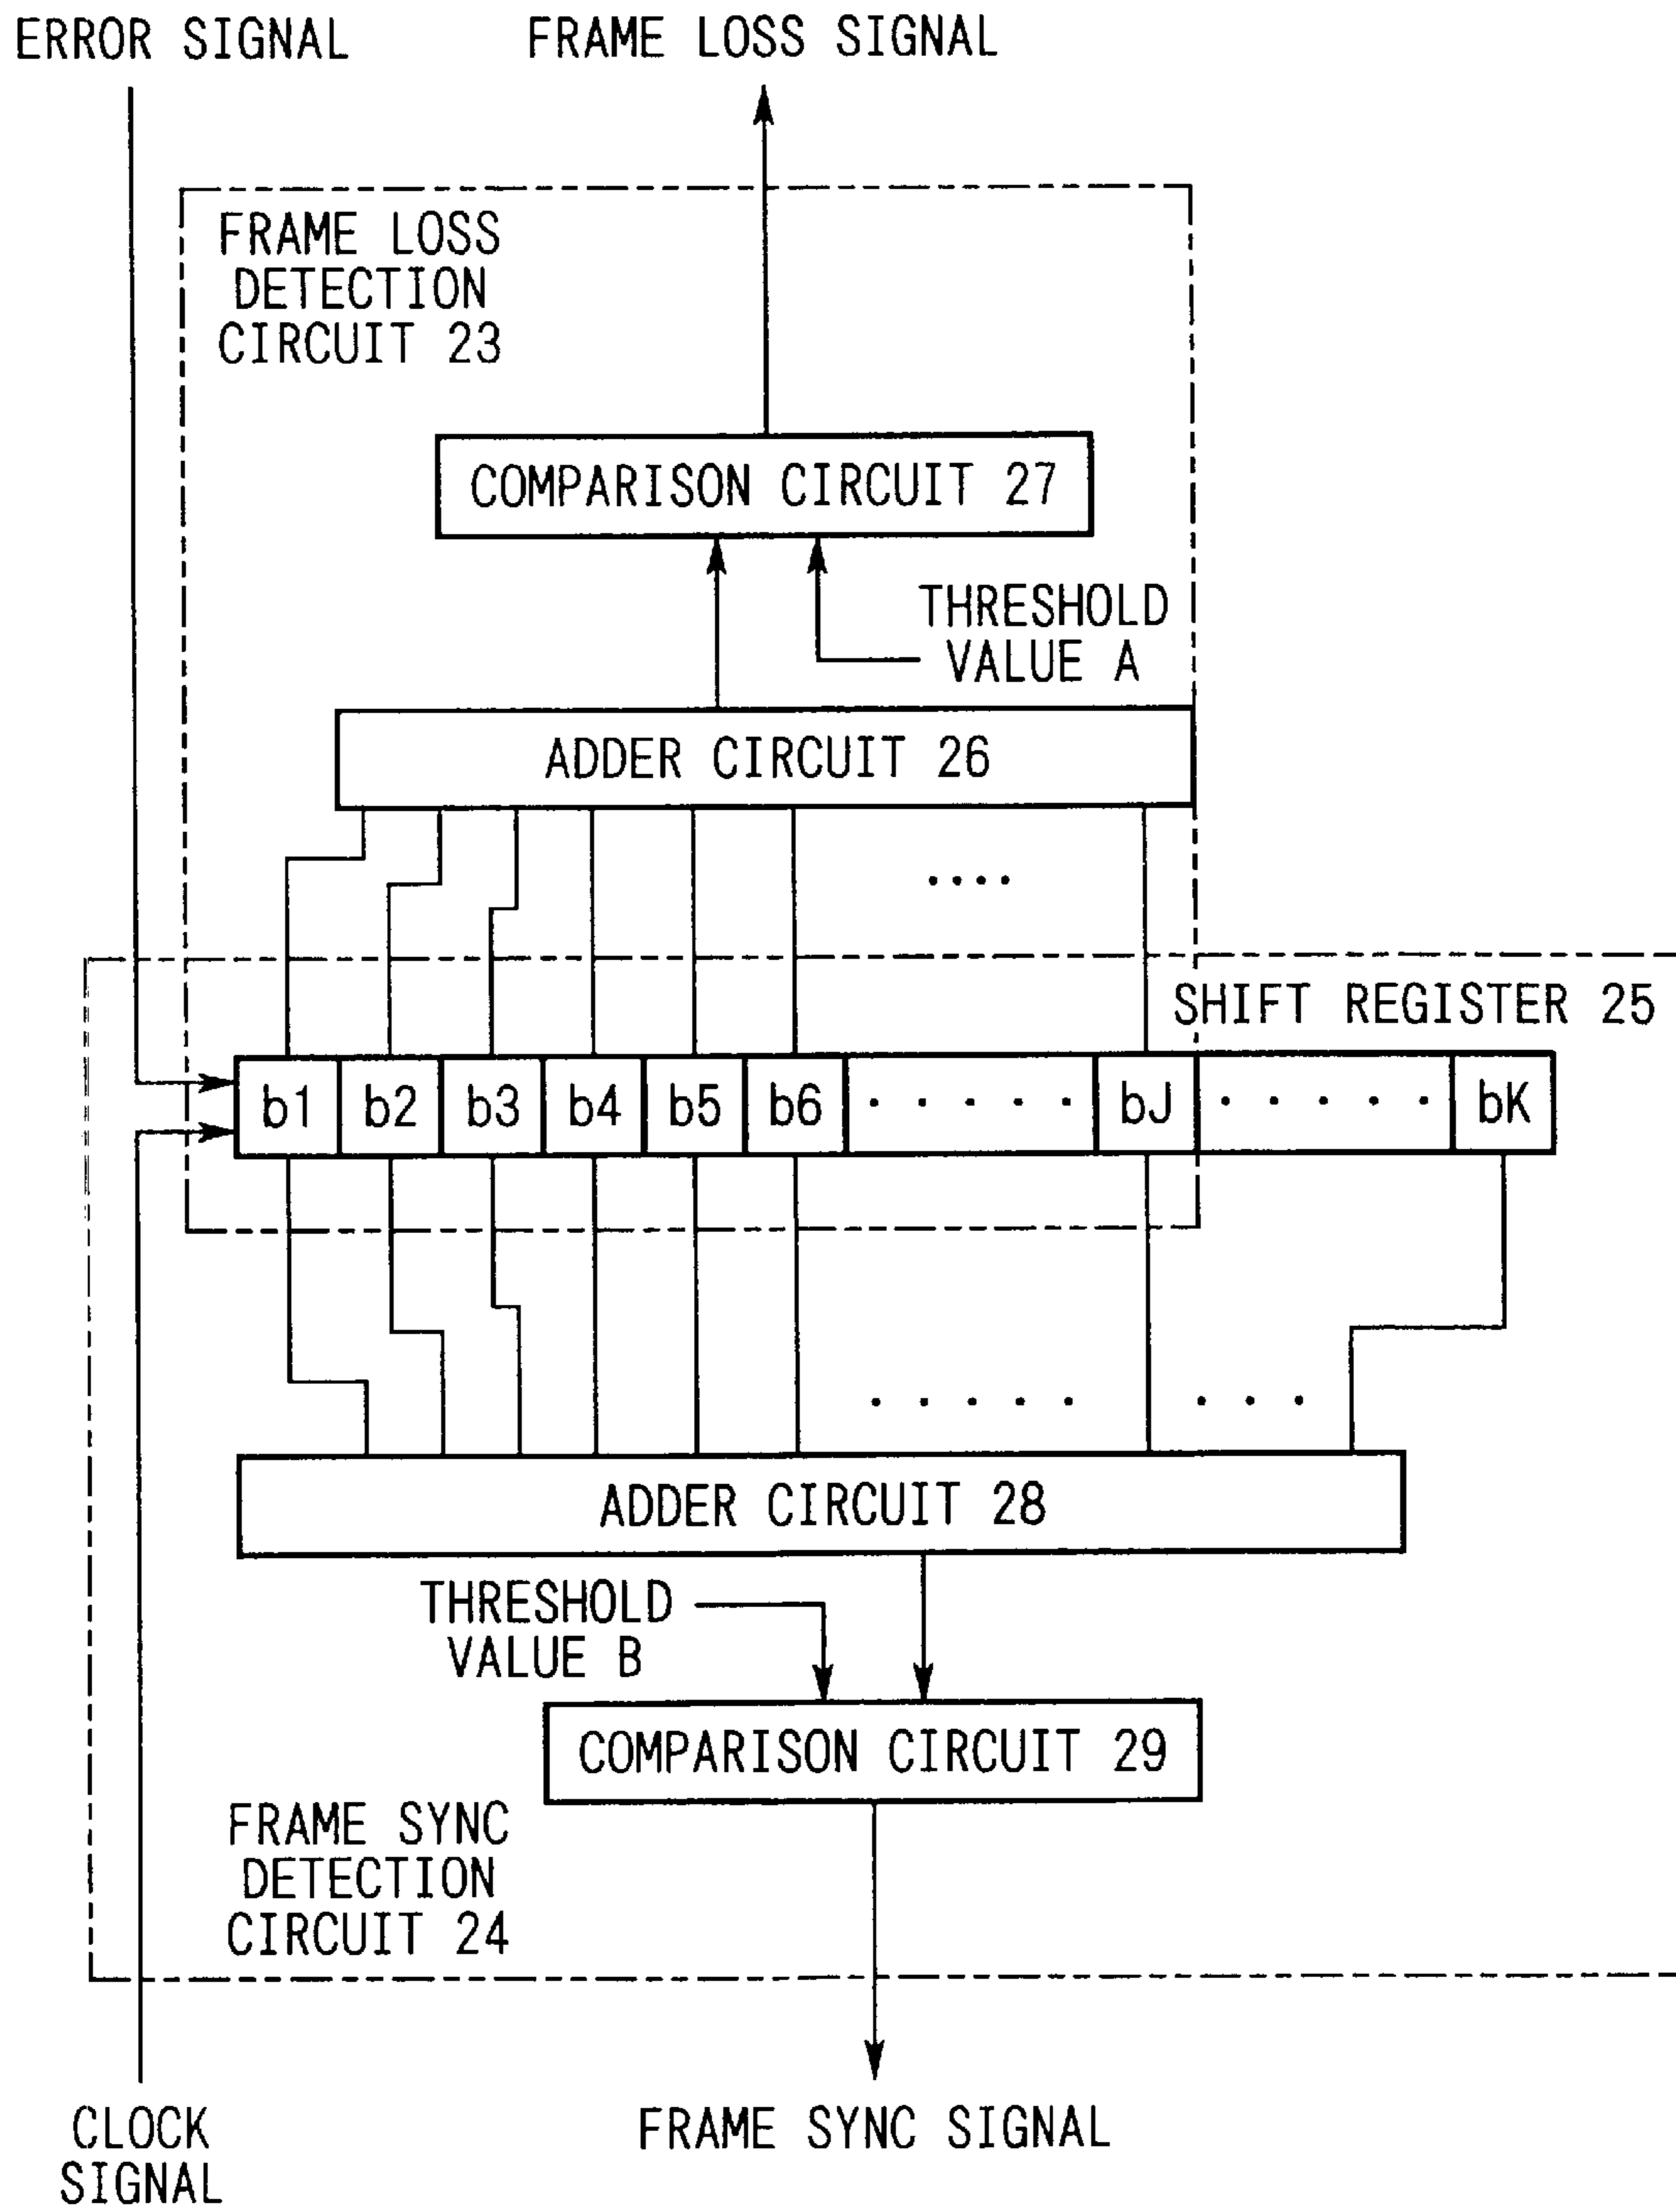 ERROR SIGNAL
FRAME LOSS SIGNAL
FRAME LOSS
DETECTION
CIRCUIT 23
COMPARISON CIRCUIT 27
THRESHOLD
VALUE A
ADDER CIRCUIT 26
....
SHIFT REGISTER 25
b1 b2 b3 b4 b5 b6 ..... bJ ..... bK
..... ...
ADDER CIRCUIT 28
THRESHOLD
VALUE B
COMPARISON CIRCUIT 29
FRAME SYNC
DETECTION
CIRCUIT 24
CLOCK
SIGNAL
FRAME SYNC SIGNAL